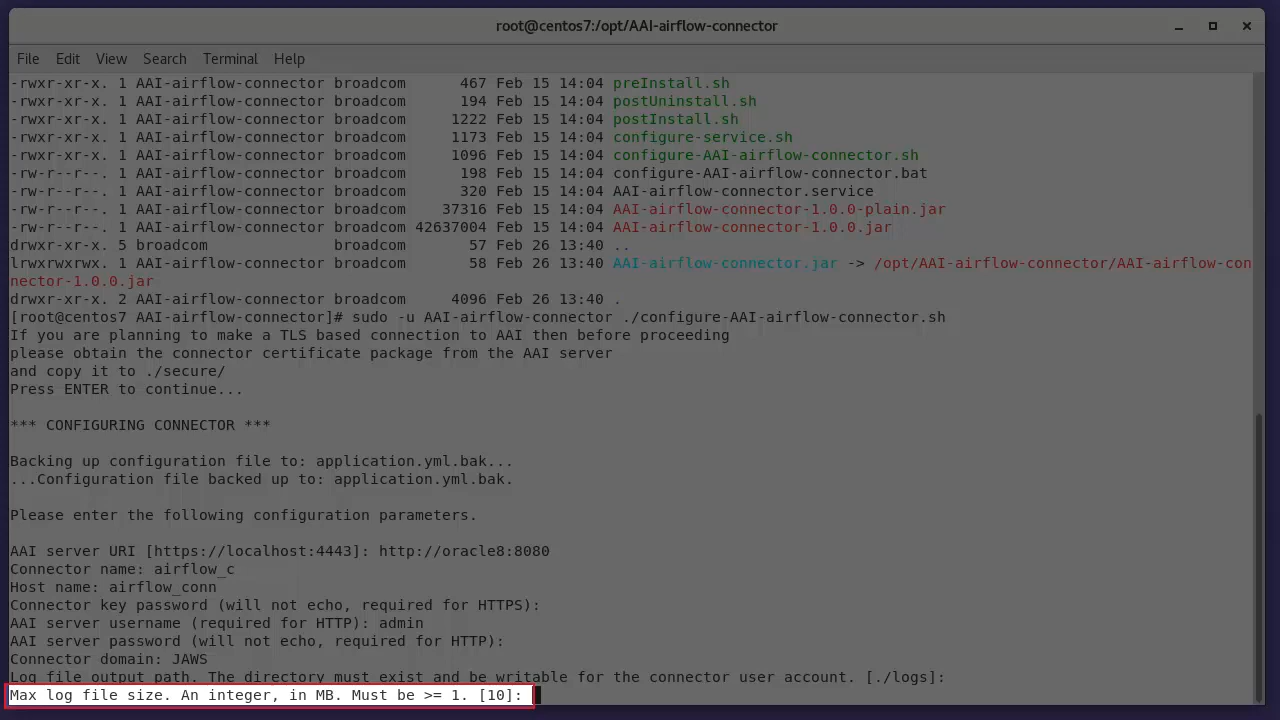 root@centos7:/opt/AAI-airflow-connector
File Edit View Search Terminal Help
-rwxr-xr-x. 1 AAI-airflow-connector broadcom      467 Feb 15 14:04 preInstall.sh
-rwxr-xr-x. 1 AAI-airflow-connector broadcom      194 Feb 15 14:04 postUninstall.sh
-rwxr-xr-x. 1 AAI-airflow-connector broadcom     1222 Feb 15 14:04 postInstall.sh
-rwxr-xr-x. 1 AAI-airflow-connector broadcom     1173 Feb 15 14:04 configure-service.sh
-rwxr-xr-x. 1 AAI-airflow-connector broadcom     1096 Feb 15 14:04 configure-AAI-airflow-connector.sh
-rw-r--r--. 1 AAI-airflow-connector broadcom      198 Feb 15 14:04 configure-AAI-airflow-connector.bat
-rw-r--r--. 1 AAI-airflow-connector broadcom      320 Feb 15 14:04 AAI-airflow-connector.service
-rw-r--r--. 1 AAI-airflow-connector broadcom    37316 Feb 15 14:04 AAI-airflow-connector-1.0.0-plain.jar
-rw-r--r--. 1 AAI-airflow-connector broadcom 42637004 Feb 15 14:04 AAI-airflow-connector-1.0.0.jar
drwxr-xr-x. 5 broadcom              broadcom       57 Feb 26 13:40 ..
lrwxrwxrwx. 1 AAI-airflow-connector broadcom       58 Feb 26 13:40 AAI-airflow-connector.jar -> /opt/AAI-airflow-connector/AAI-airflow-con
nector-1.0.0.jar
drwxr-xr-x. 2 AAI-airflow-connector broadcom     4096 Feb 26 13:40 .
[root@centos7 AAI-airflow-connector]# sudo -u AAI-airflow-connector ./configure-AAI-airflow-connector.sh
If you are planning to make a TLS based connection to AAI then before proceeding
please obtain the connector certificate package from the AAI server
and copy it to ./secure/
Press ENTER to continue...
*** CONFIGURING CONNECTOR ***
Backing up configuration file to: application.yml.bak...
...Configuration file backed up to: application.yml.bak.
Please enter the following configuration parameters.
AAI server URI [https://localhost:4443]: http://oracle8:8080
Connector name: airflow_c
Host name: airflow_conn
Connector key password (will not echo, required for HTTPS):
AAI server username (required for HTTP): admin
AAI server password (will not echo, required for HTTP):
Connector domain: JAWS
Log file output path. The directory must exist and be writable for the connector user account. [./logs]:
Max log file size. An integer, in MB. Must be >= 1. [10]: